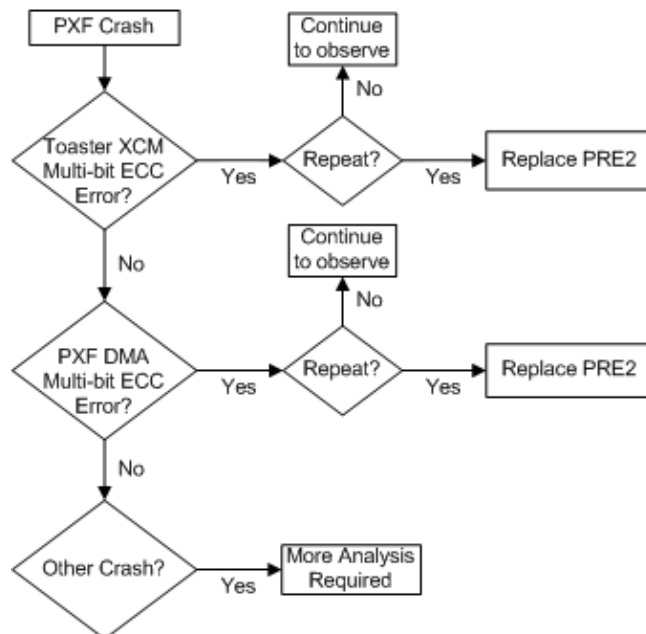 PXF Crash
Continue
to observe
No
Toaster XCM
Multi-bit ECC
Error?
Yes
Repeat?
Yes
Replace PRE2
No
Continue
to observe
No
PXF DMA
Multi-bit ECC
Error?
Yes
Repeat?
Yes
Replace PRE2
No
Other Crash?
Yes
More Analysis
Required